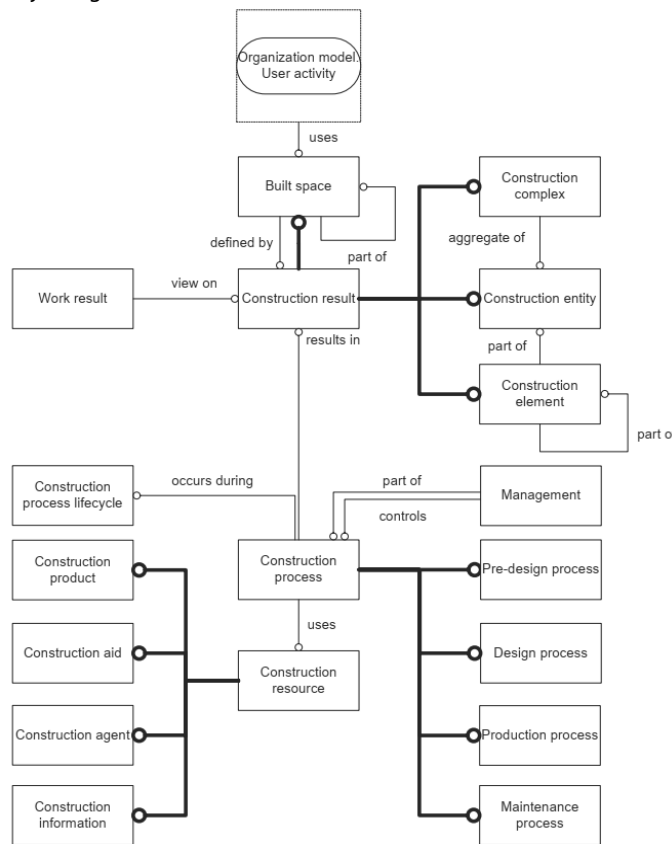 Organization model.
User activity
uses
Built space
Construction
complex
defined by
part of
aggregate of
Work result
view on
Construction result
Construction entity
results in
part of
Construction
element
part o
Construction
process lifecycle
occurs during
part of
controls
Management
Construction
product
Construction
process
Pre-design process
uses
Construction aid
Construction
resource
Design process
Construction agent
Production process
Construction
information
Maintenance
process